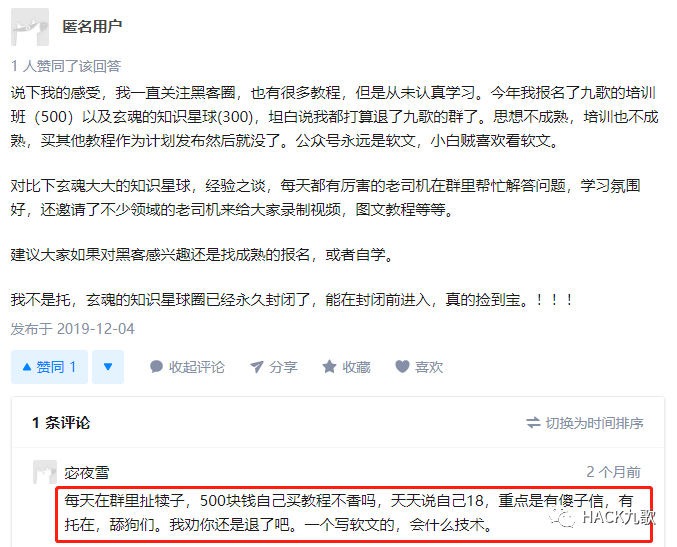 匿名用户
1 人赞同了该回答
说下我的感受，我一直关注黑客圈，也有很多教程，但是从未认真学习。今年我报名了九歌的培训
班（500）以及玄魂的知识星球(300)，坦白说我都打算退了九歌的群了。思想不成熟，培训也不成
熟，买其他教程作为计划发布然后就没了。公众号永远是软文，小白贼喜欢看软文。
对比下玄魂大大的知识星球，经验之谈，每天都有厉害的老司机在群里帮忙解答问题，学习氛围
好，还邀请了不少领域的老司机来给大家录制视频，图文教程等等。
建议大家如果对黑客感兴趣还是找成熟的报名，或者自学。
我不是托，玄魂的知识星球圈已经永久封闭了，能在封闭前进入，真的捡到宝。！！！
发布于 2019-12-04
赞同 1 收起评论 分享 收藏 喜欢
1 条评论 切换为时间排序
宓夜雪 2 个月前
每天在群里扯犊子，500块钱自己买教程不香吗，天天说自己18，重点是有傻子信，有
托在，舔狗们。我劝你还是退了吧。一个写软文的，会什么技术。
HACK九歌